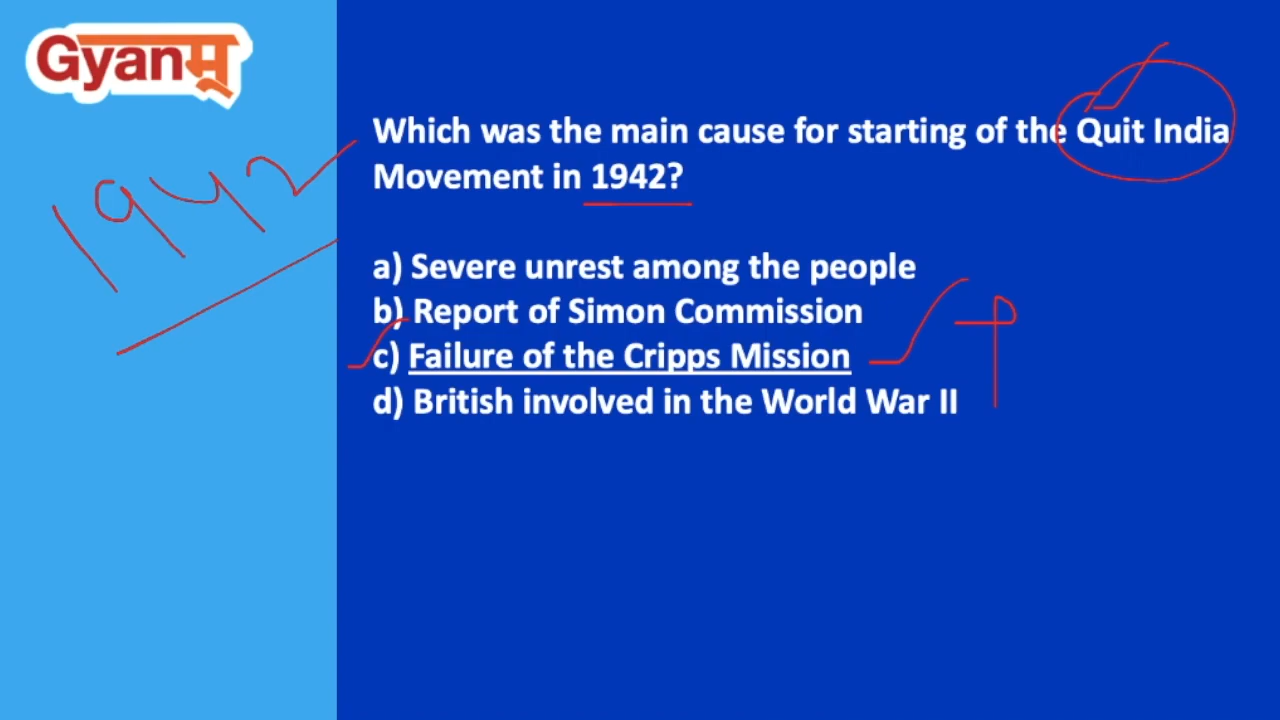 Gyanम्
1942
Which was the main cause for starting of the Quit India
Movement in 1942?
a) Severe unrest among the people
b) Report of Simon Commission
c) Failure of the Cripps Mission
d) British involved in the World War II